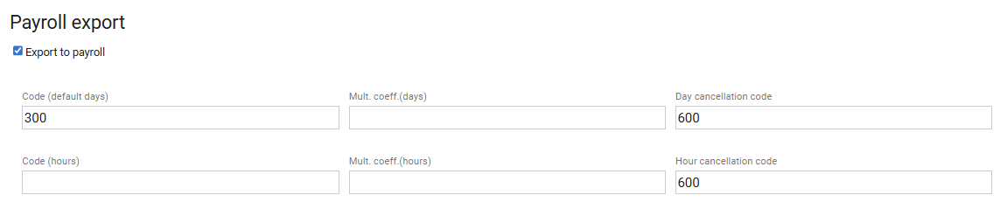 Payroll export
Export to payroll
Code (default days) Mult. coeff.(days) Day cancellation code
300 600
Code (hours) Mult. coeff.(hours) Hour cancellation code
600